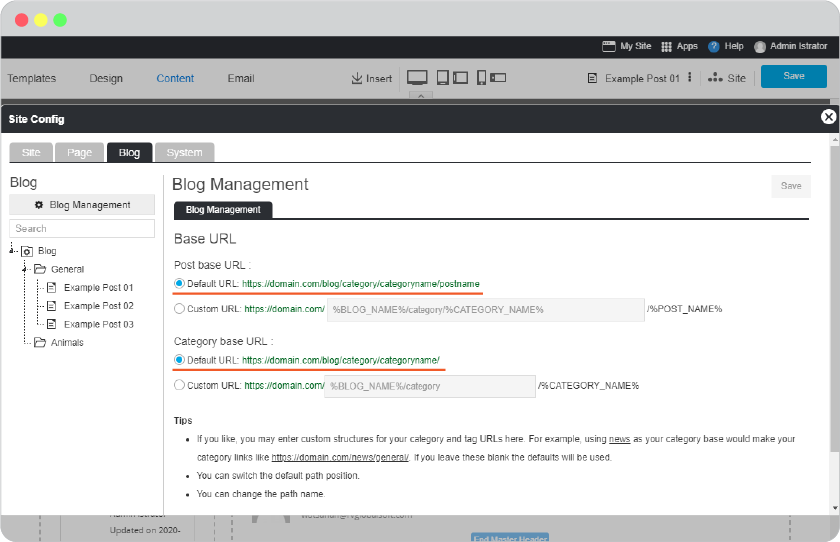 My Site Apps ? Help Admin Istrator
Templates Design Content Email Insert Example Post 01 Site Save
Site Config
Site Page Blog System
Blog
Blog Management
Search
Blog
General
Example Post 01
Example Post 02
Example Post 03
Animals
Blog Management
Save
Blog Management
Base URL
Post base URL :
Default URL: https://domain.com/blog/category/categoryname/postname
Custom URL: https://domain.com/ %BLOG_NAME%/category/%CATEGORY_NAME% /%POST_NAME%
Category base URL :
Default URL: https://domain.com/blog/category/categoryname/
Custom URL: https://domain.com/ %BLOG_NAME%/category /%CATEGORY_NAME%
Tips
If you like, you may enter custom structures for your category and tag URLs here. For example, using news as your category base would make your
category links like https://domain.com/news/general/. If you leave these blank the defaults will be used.
You can switch the default path position.
You can change the path name.
Updated on 2020-
End Master Header